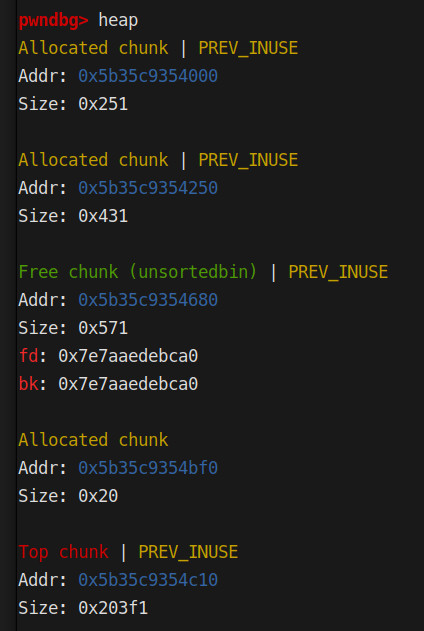 pwndbg> heap
Allocated chunk | PREV_INUSE
Addr: 0x5b35c9354000
Size: 0x251
Allocated chunk | PREV_INUSE
Addr: 0x5b35c9354250
Size: 0x431
Free chunk (unsortedbin) | PREV_INUSE
Addr: 0x5b35c9354680
Size: 0x571
fd: 0x7e7aaedebca0
bk: 0x7e7aaedebca0
Allocated chunk
Addr: 0x5b35c9354bf0
Size: 0x20
Top chunk | PREV_INUSE
Addr: 0x5b35c9354c10
Size: 0x203f1